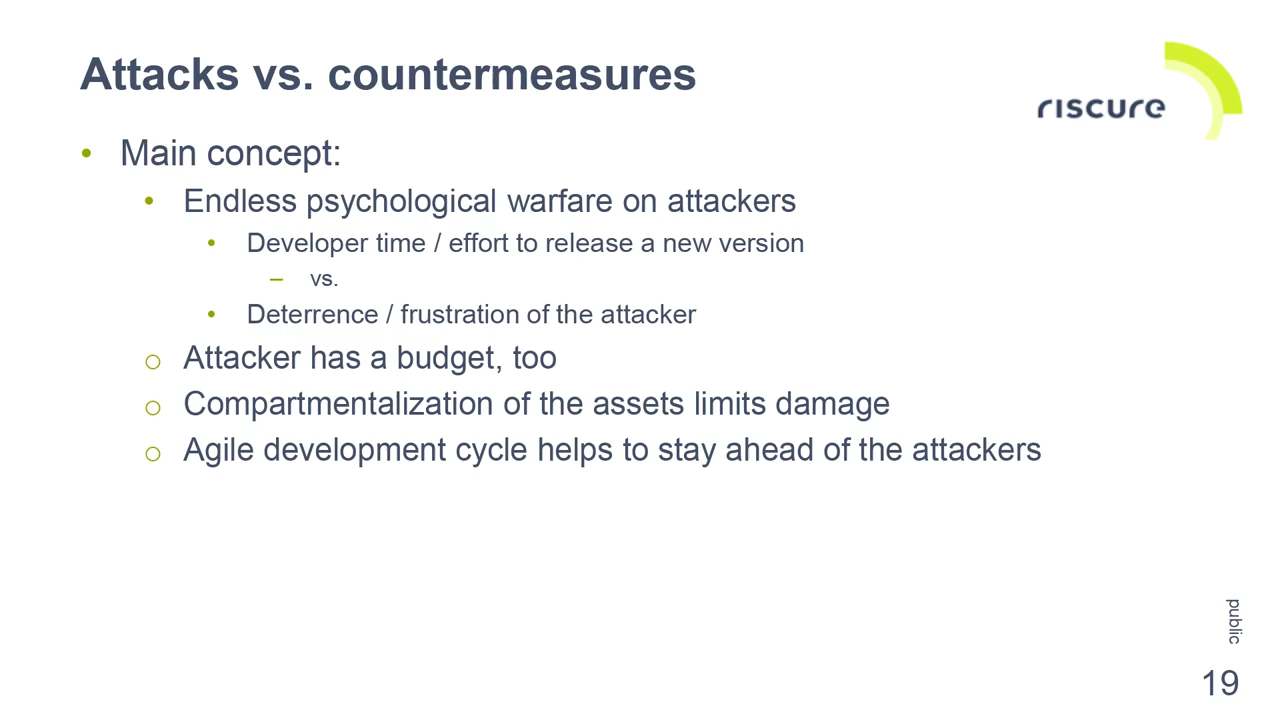 Attacks vs. countermeasures
riscure
• Main concept:
• Endless psychological warfare on attackers
• Developer time / effort to release a new version
– vs.
• Deterrence / frustration of the attacker
o Attacker has a budget, too
o Compartmentalization of the assets limits damage
o Agile development cycle helps to stay ahead of the attackers
public
19